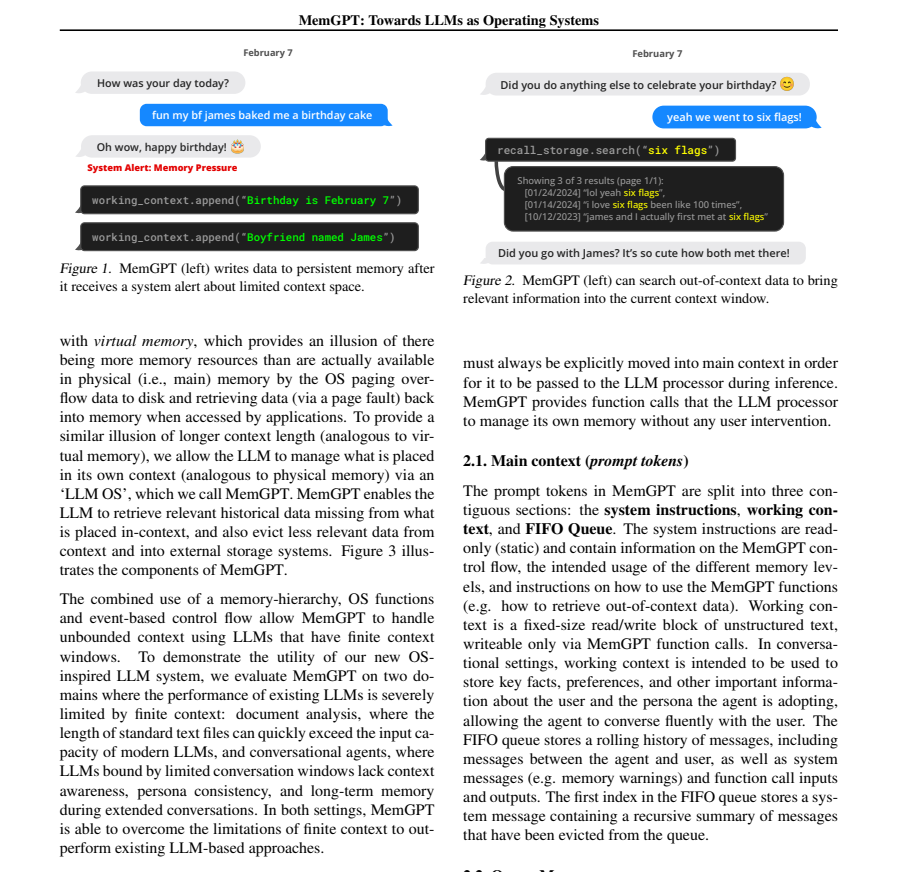 MemGPT: Towards LLMs as Operating Systems
February 7
How was your day today?
fun my bf james baked me a birthday cake
Oh wow, happy birthday! 🎂
System Alert: Memory Pressure
working_context.append("Birthday is February 7")
working_context.append("Boyfriend named James")
Figure 1. MemGPT (left) writes data to persistent memory after
it receives a system alert about limited context space.
with virtual memory, which provides an illusion of there
being more memory resources than are actually available
in physical (i.e., main) memory by the OS paging over-
flow data to disk and retrieving data (via a page fault) back
into memory when accessed by applications. To provide a
similar illusion of longer context length (analogous to vir-
tual memory), we allow the LLM to manage what is placed
in its own context (analogous to physical memory) via an
‘LLM OS’, which we call MemGPT. MemGPT enables the
LLM to retrieve relevant historical data missing from what
is placed in-context, and also evict less relevant data from
context and into external storage systems. Figure 3 illus-
trates the components of MemGPT.
The combined use of a memory-hierarchy, OS functions
and event-based control flow allow MemGPT to handle
unbounded context using LLMs that have finite context
windows. To demonstrate the utility of our new OS-
inspired LLM system, we evaluate MemGPT on two do-
mains where the performance of existing LLMs is severely
limited by finite context: document analysis, where the
length of standard text files can quickly exceed the input ca-
pacity of modern LLMs, and conversational agents, where
LLMs bound by limited conversation windows lack context
awareness, persona consistency, and long-term memory
during extended conversations. In both settings, MemGPT
is able to overcome the limitations of finite context to out-
perform existing LLM-based approaches.
February 7
Did you do anything else to celebrate your birthday? 😊
yeah we went to six flags!
recall_storage.search("six flags")
Showing 3 of 3 results (page 1/1):
[01/24/2024] "lol yeah six flags",
[01/14/2024] "i love six flags been like 100 times",
[10/12/2023] "james and I actually first met at six flags"
Did you go with James? It's so cute how both met there!
Figure 2. MemGPT (left) can search out-of-context data to bring
relevant information into the current context window.
must always be explicitly moved into main context in order
for it to be passed to the LLM processor during inference.
MemGPT provides function calls that the LLM processor
to manage its own memory without any user intervention.
2.1. Main context (prompt tokens)
The prompt tokens in MemGPT are split into three con-
tiguous sections: the system instructions, working con-
text, and FIFO Queue. The system instructions are read-
only (static) and contain information on the MemGPT con-
trol flow, the intended usage of the different memory lev-
els, and instructions on how to use the MemGPT functions
(e.g. how to retrieve out-of-context data). Working con-
text is a fixed-size read/write block of unstructured text,
writeable only via MemGPT function calls. In conversa-
tional settings, working context is intended to be used to
store key facts, preferences, and other important informa-
tion about the user and the persona the agent is adopting,
allowing the agent to converse fluently with the user. The
FIFO queue stores a rolling history of messages, including
messages between the agent and user, as well as system
messages (e.g. memory warnings) and function call inputs
and outputs. The first index in the FIFO queue stores a sys-
tem message containing a recursive summary of messages
that have been evicted from the queue.